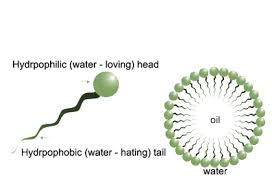 Hydrpophilic (water - loving) head
oil
Hydrpophobic (water - hating) tail
water